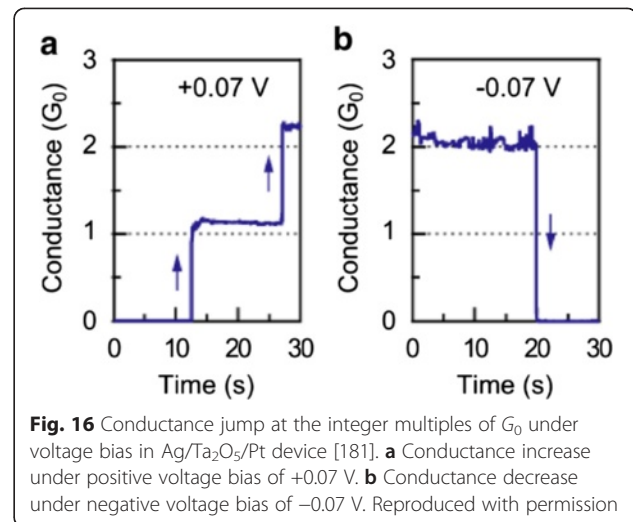 a
b
3
2
1
0
Conductance (G₀)
+0.07 V
0 10 20 30
Time (s)
3
2
1
0
Conductance (G₀)
-0.07 V
0 10 20 30
Time (s)
Fig. 16 Conductance jump at the integer multiples of G₀ under
voltage bias in Ag/Ta₂O₅/Pt device [181]. a Conductance increase
under positive voltage bias of +0.07 V. b Conductance decrease
under negative voltage bias of −0.07 V. Reproduced with permission